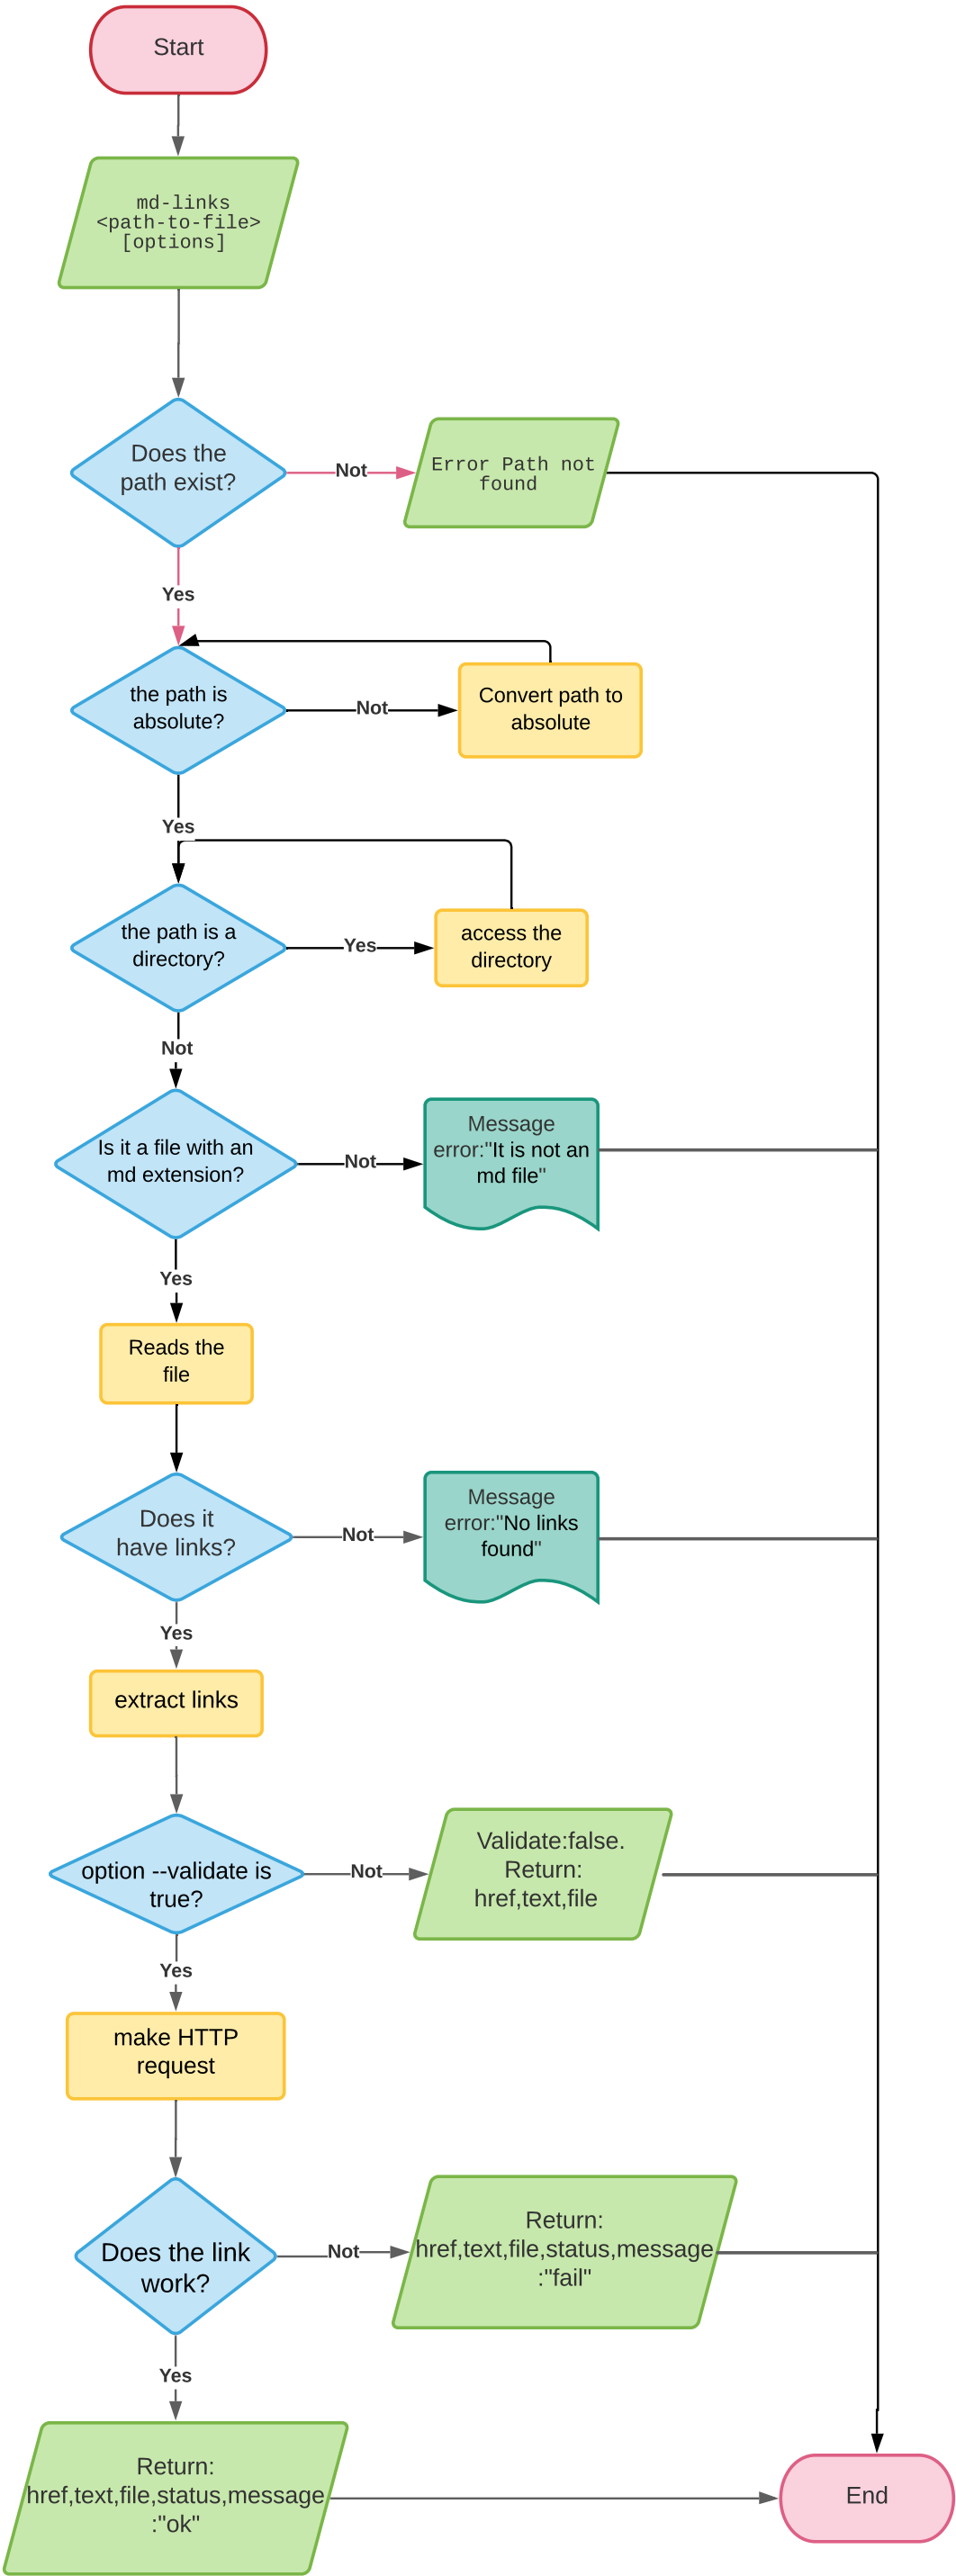 Start
md-links
<path-to-file>
[options]
Does the
path exist?
Not
Error Path not
found
Yes
the path is
absolute?
Not
Convert path to
absolute
Yes
the path is a
directory?
Yes
access the
directory
Not
Is it a file with an
md extension?
Not
Message
error:"It is not an
md file"
Yes
Reads the
file
Does it
have links?
Not
Message
error:"No links
found"
Yes
extract links
option --validate is
true?
Not
Validate:false.
Return:
href,text,file
Yes
make HTTP
request
Does the link
work?
Not
Return:
href,text,file,status,message
:"fail"
Yes
Return:
href,text,file,status,message
:"ok"
End